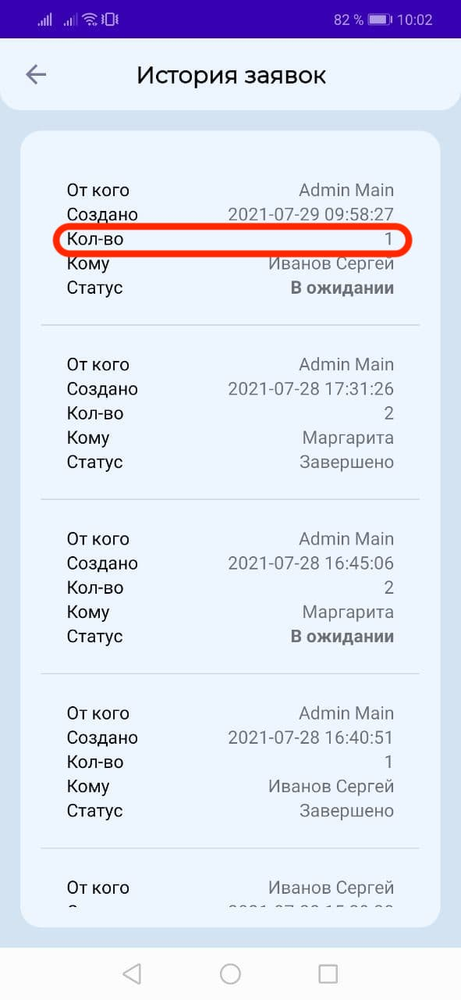 82 % 10:02
История заявок
От кого Admin Main
Создано 2021-07-29 09:58:27
Кол-во 1
Кому Иванов Сергей
Статус В ожидании
От кого Admin Main
Создано 2021-07-28 17:31:26
Кол-во 2
Кому Маргарита
Статус Завершено
От кого Admin Main
Создано 2021-07-28 16:45:06
Кол-во 2
Кому Маргарита
Статус В ожидании
От кого Admin Main
Создано 2021-07-28 16:40:51
Кол-во 1
Кому Иванов Сергей
Статус Завершено
От кого Иванов Сергей